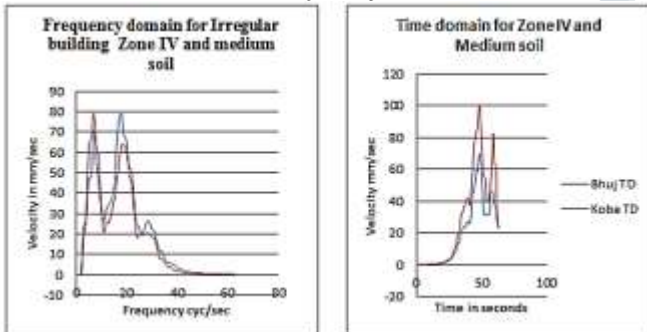 Frequency domain for Irregular
building Zone IV and medium
soil
90
80
70
60
50
40
30
20
10
0
-10
0
20
40
60
80
Velocity in mm/sec
Frequency cyc/sec
Time domain for Zone IV and
Medium soil
120
100
80
60
40
20
0
-20
0
50
100
Velocity in mm/sec
Time in seconds
Bhuj TD
Kobe TD